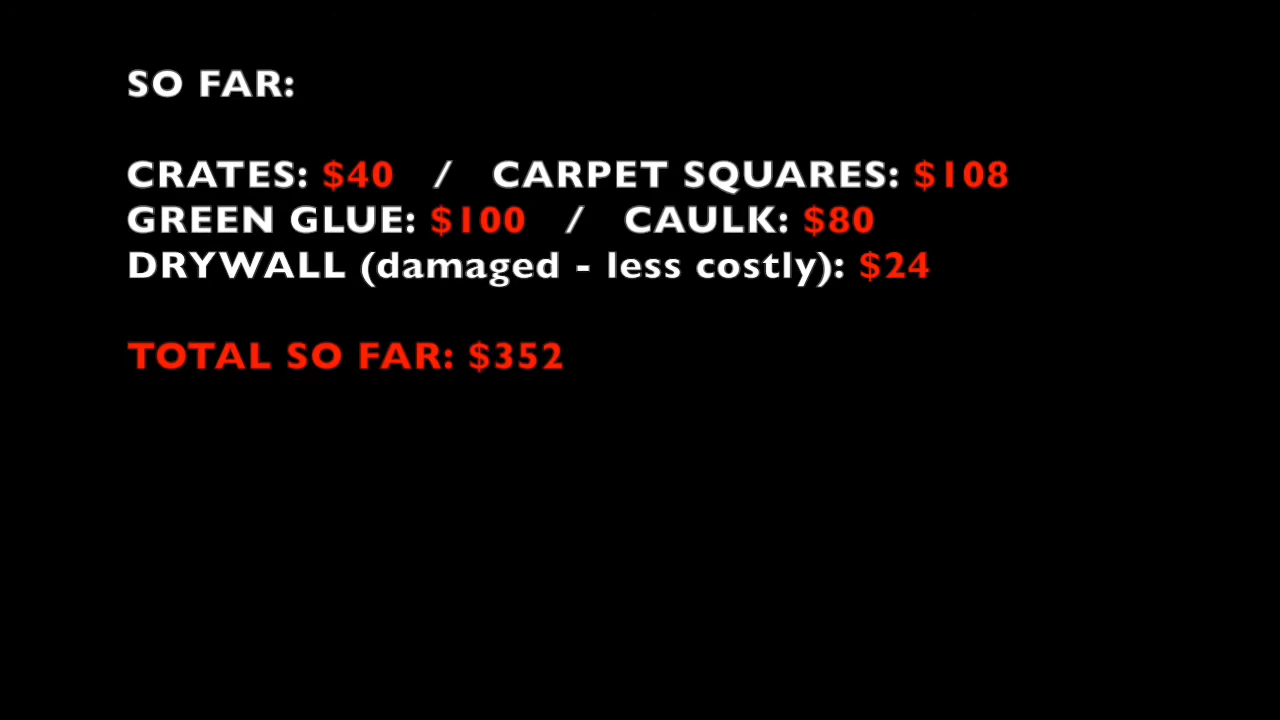 SO FAR:
CRATES: $40 / CARPET SQUARES: $108
GREEN GLUE: $100 / CAULK: $80
DRYWALL (damaged - less costly): $24
TOTAL SO FAR: $352